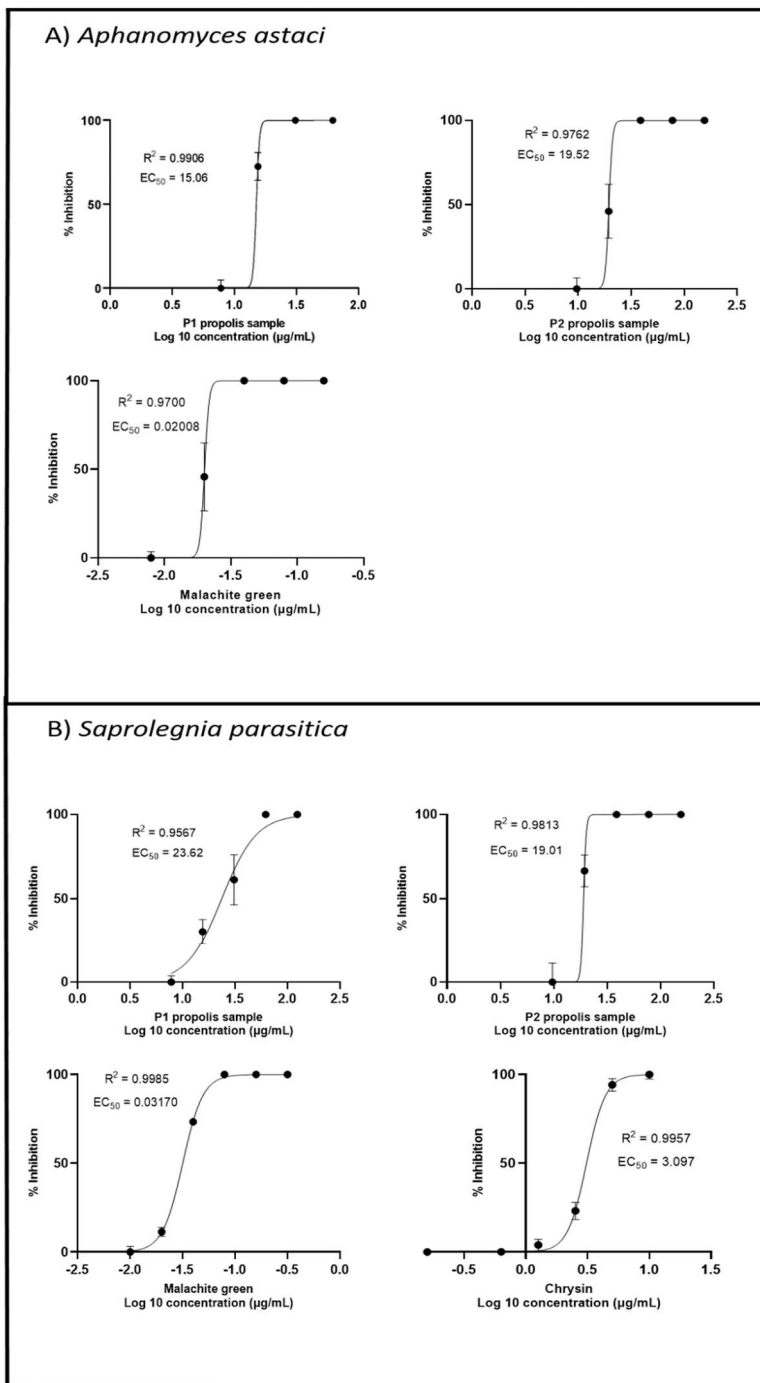 A) Aphanomyces astaci
100
50
0
% Inhibition
R² = 0.9906
EC₅₀ = 15.06
0.0 0.5 1.0 1.5 2.0
P1 propolis sample
Log 10 concentration (µg/mL)
100
50
0
% Inhibition
R² = 0.9762
EC₅₀ = 19.52
0.0 0.5 1.0 1.5 2.0 2.5
P2 propolis sample
Log 10 concentration (µg/mL)
100
50
0
% Inhibition
R² = 0.9700
EC₅₀ = 0.02008
-2.5 -2.0 -1.5 -1.0 -0.5
Malachite green
Log 10 concentration (µg/mL)
B) Saprolegnia parasitica
100
50
0
% Inhibition
R² = 0.9567
EC₅₀ = 23.62
0.0 0.5 1.0 1.5 2.0 2.5
P1 propolis sample
Log 10 concentration (µg/mL)
100
50
0
% Inhibition
R² = 0.9813
EC₅₀ = 19.01
0.0 0.5 1.0 1.5 2.0 2.5
P2 propolis sample
Log 10 concentration (µg/mL)
100
50
0
% Inhibition
R² = 0.9985
EC₅₀ = 0.03170
-2.5 -2.0 -1.5 -1.0 -0.5 0.0
Malachite green
Log 10 concentration (µg/mL)
100
50
% Inhibition
R² = 0.9957
EC₅₀ = 3.097
-0.5 0.0 0.5 1.0 1.5
Chrysin
Log 10 concentration (µg/mL)